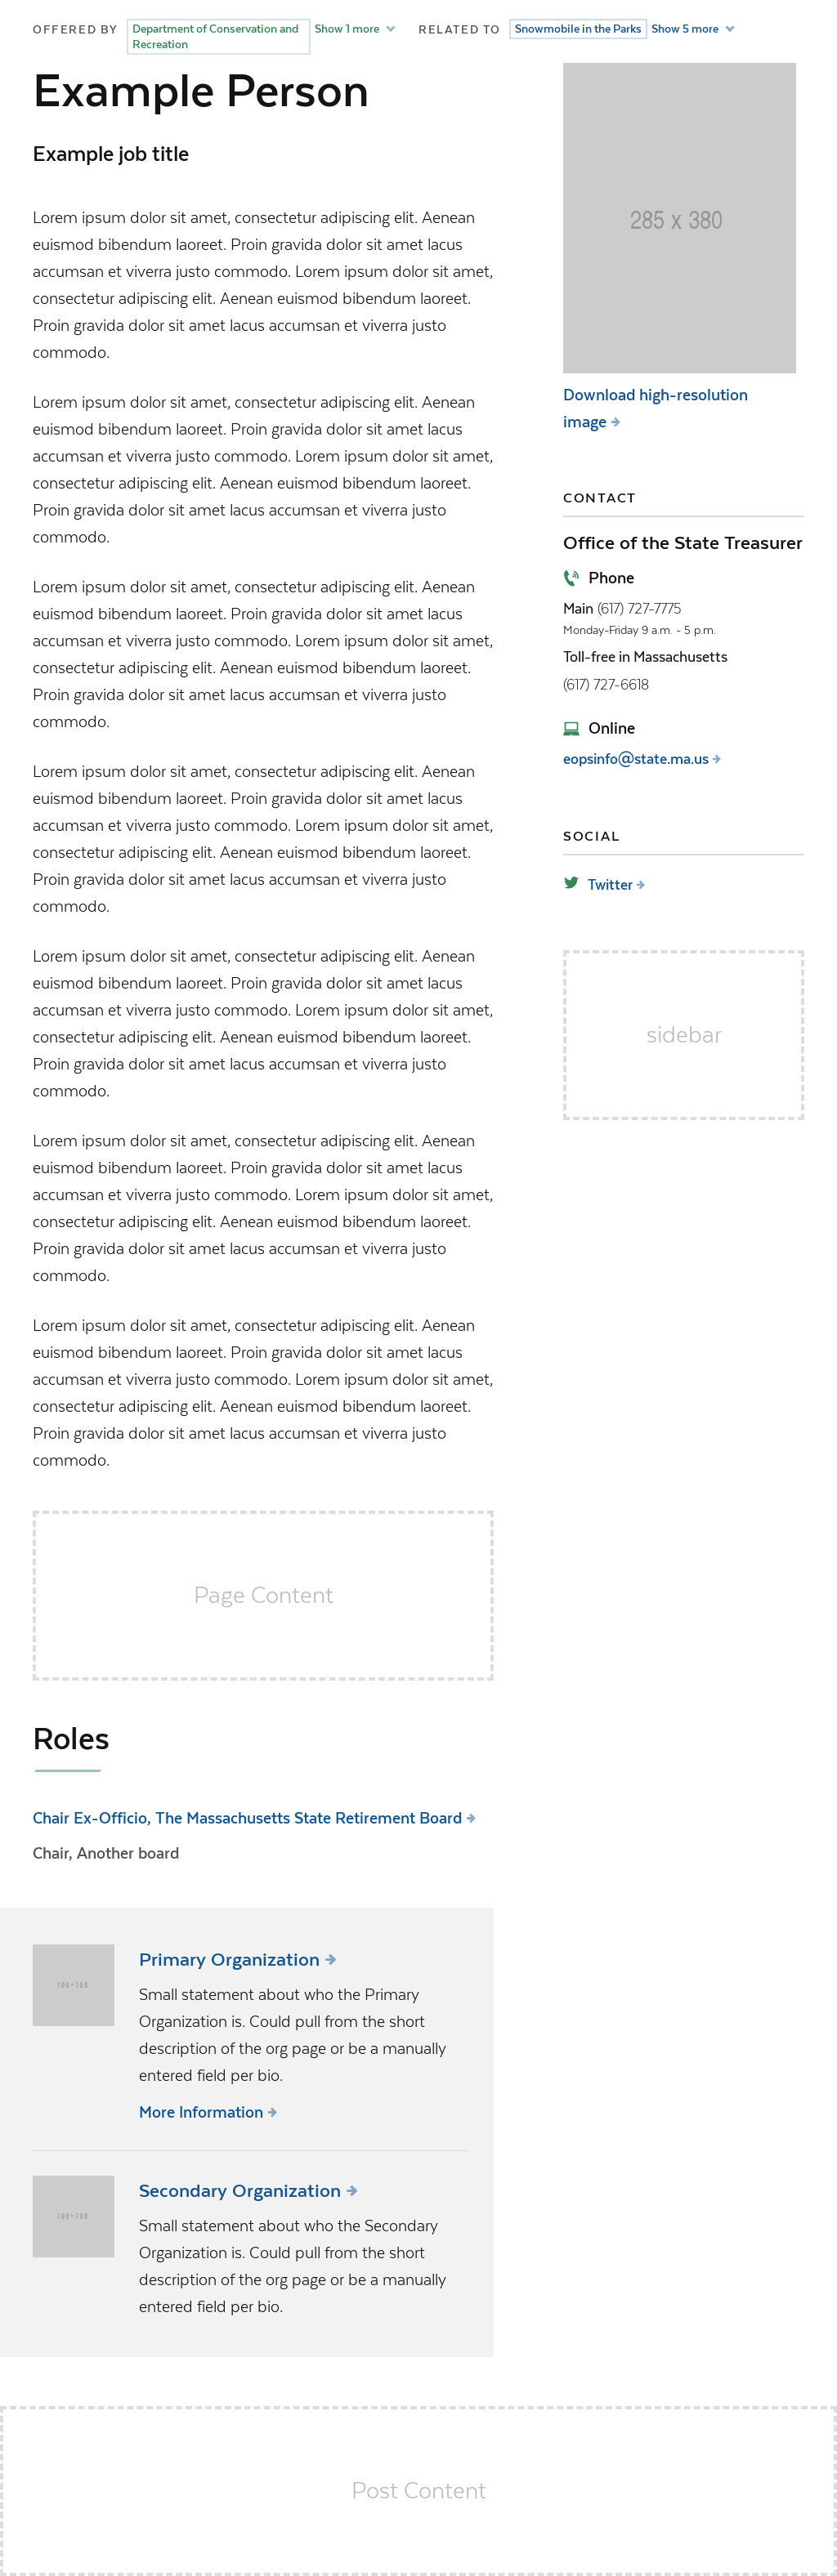 OFFERED BY
Department of Conservation and
Recreation
Show 1 more
RELATED TO
Snowmobile in the Parks
Show 5 more
Example Person
Example job title
Lorem ipsum dolor sit amet, consectetur adipiscing elit. Aenean
euismod bibendum laoreet. Proin gravida dolor sit amet lacus
accumsan et viverra justo commodo. Lorem ipsum dolor sit amet,
consectetur adipiscing elit. Aenean euismod bibendum laoreet.
Proin gravida dolor sit amet lacus accumsan et viverra justo
commodo.
Lorem ipsum dolor sit amet, consectetur adipiscing elit. Aenean
euismod bibendum laoreet. Proin gravida dolor sit amet lacus
accumsan et viverra justo commodo. Lorem ipsum dolor sit amet,
consectetur adipiscing elit. Aenean euismod bibendum laoreet.
Proin gravida dolor sit amet lacus accumsan et viverra justo
commodo.
Lorem ipsum dolor sit amet, consectetur adipiscing elit. Aenean
euismod bibendum laoreet. Proin gravida dolor sit amet lacus
accumsan et viverra justo commodo. Lorem ipsum dolor sit amet,
consectetur adipiscing elit. Aenean euismod bibendum laoreet.
Proin gravida dolor sit amet lacus accumsan et viverra justo
commodo.
Lorem ipsum dolor sit amet, consectetur adipiscing elit. Aenean
euismod bibendum laoreet. Proin gravida dolor sit amet lacus
accumsan et viverra justo commodo. Lorem ipsum dolor sit amet,
consectetur adipiscing elit. Aenean euismod bibendum laoreet.
Proin gravida dolor sit amet lacus accumsan et viverra justo
commodo.
Lorem ipsum dolor sit amet, consectetur adipiscing elit. Aenean
euismod bibendum laoreet. Proin gravida dolor sit amet lacus
accumsan et viverra justo commodo. Lorem ipsum dolor sit amet,
consectetur adipiscing elit. Aenean euismod bibendum laoreet.
Proin gravida dolor sit amet lacus accumsan et viverra justo
commodo.
Lorem ipsum dolor sit amet, consectetur adipiscing elit. Aenean
euismod bibendum laoreet. Proin gravida dolor sit amet lacus
accumsan et viverra justo commodo. Lorem ipsum dolor sit amet,
consectetur adipiscing elit. Aenean euismod bibendum laoreet.
Proin gravida dolor sit amet lacus accumsan et viverra justo
commodo.
Lorem ipsum dolor sit amet, consectetur adipiscing elit. Aenean
euismod bibendum laoreet. Proin gravida dolor sit amet lacus
accumsan et viverra justo commodo. Lorem ipsum dolor sit amet,
consectetur adipiscing elit. Aenean euismod bibendum laoreet.
Proin gravida dolor sit amet lacus accumsan et viverra justo
commodo.
Page Content
Roles
Chair Ex-Officio, The Massachusetts State Retirement Board
Chair, Another board
100×100
Primary Organization
Small statement about who the Primary
Organization is. Could pull from the short
description of the org page or be a manually
entered field per bio.
More Information
100×100
Secondary Organization
Small statement about who the Secondary
Organization is. Could pull from the short
description of the org page or be a manually
entered field per bio.
285 x 380
Download high-resolution
image
CONTACT
Office of the State Treasurer
Phone
Main (617) 727-7775
Monday-Friday 9 a.m. - 5 p.m.
Toll-free in Massachusetts
(617) 727-6618
Online
eopsinfo@state.ma.us
SOCIAL
Twitter
sidebar
Post Content